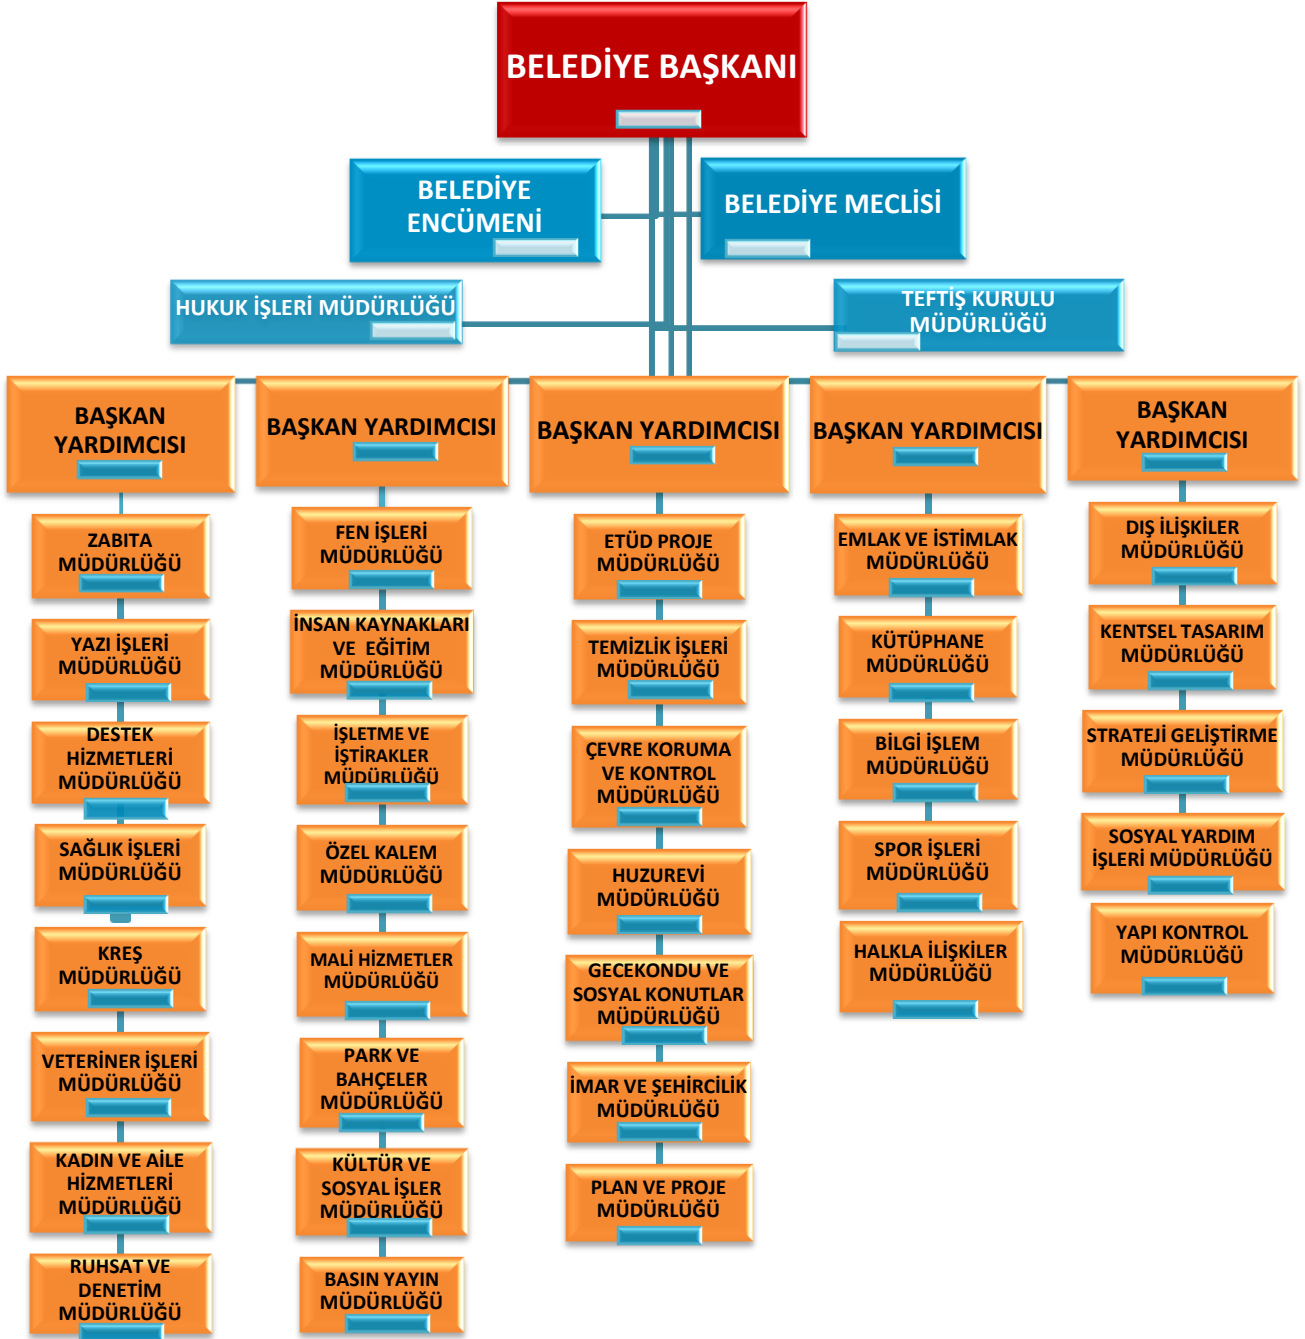 BELEDİYE BAŞKANI
BELEDİYE
ENCÜMENİ
BELEDİYE MECLİSİ
HUKUK İŞLERİ MÜDÜRLÜĞÜ
TEFTİŞ KURULU
MÜDÜRLÜĞÜ
BAŞKAN
YARDIMCISI
BAŞKAN YARDIMCISI
BAŞKAN YARDIMCISI
BAŞKAN YARDIMCISI
BAŞKAN
YARDIMCISI
ZABITA
MÜDÜRLÜĞÜ
YAZI İŞLERİ
MÜDÜRLÜĞÜ
DESTEK
HİZMETLERİ
MÜDÜRLÜĞÜ
SAĞLIK İŞLERİ
MÜDÜRLÜĞÜ
KREŞ
MÜDÜRLÜĞÜ
VETERİNER İŞLERİ
MÜDÜRLÜĞÜ
KADIN VE AİLE
HİZMETLERİ
MÜDÜRLÜĞÜ
RUHSAT VE
DENETİM
MÜDÜRLÜĞÜ
FEN İŞLERİ
MÜDÜRLÜĞÜ
İNSAN KAYNAKLARI
VE EĞİTİM
MÜDÜRLÜĞÜ
İŞLETME VE
İŞTİRAKLER
MÜDÜRLÜĞÜ
ÖZEL KALEM
MÜDÜRLÜĞÜ
MALİ HİZMETLER
MÜDÜRLÜĞÜ
PARK VE
BAHÇELER
MÜDÜRLÜĞÜ
KÜLTÜR VE
SOSYAL İŞLER
MÜDÜRLÜĞÜ
BASIN YAYIN
MÜDÜRLÜĞÜ
ETÜD PROJE
MÜDÜRLÜĞÜ
TEMİZLİK İŞLERİ
MÜDÜRLÜĞÜ
ÇEVRE KORUMA
VE KONTROL
MÜDÜRLÜĞÜ
HUZUREVİ
MÜDÜRLÜĞÜ
GECEKONDU VE
SOSYAL KONUTLAR
MÜDÜRLÜĞÜ
İMAR VE ŞEHİRCİLİK
MÜDÜRLÜĞÜ
PLAN VE PROJE
MÜDÜRLÜĞÜ
EMLAK VE İSTİMLAK
MÜDÜRLÜĞÜ
KÜTÜPHANE
MÜDÜRLÜĞÜ
BİLGİ İŞLEM
MÜDÜRLÜĞÜ
SPOR İŞLERİ
MÜDÜRLÜĞÜ
HALKLA İLİŞKİLER
MÜDÜRLÜĞÜ
DIŞ İLİŞKİLER
MÜDÜRLÜĞÜ
KENTSEL TASARIM
MÜDÜRLÜĞÜ
STRATEJİ GELİŞTİRME
MÜDÜRLÜĞÜ
SOSYAL YARDIM
İŞLERİ MÜDÜRLÜĞÜ
YAPI KONTROL
MÜDÜRLÜĞÜ